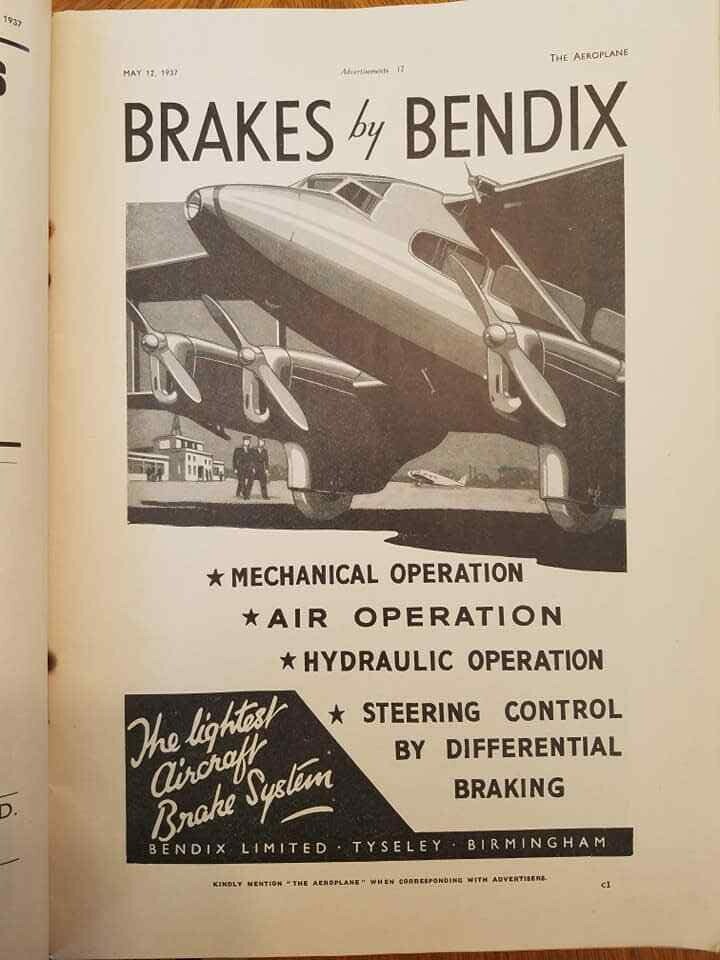 1937
S
D.
MAY 12, 1937 Advertisements 17 THE AEROPLANE
BRAKES by BENDIX
★ MECHANICAL OPERATION
★ AIR OPERATION
★ HYDRAULIC OPERATION
★ STEERING CONTROL
BY DIFFERENTIAL
BRAKING
The lightest
Aircraft
Brake System
BENDIX LIMITED · TYSELEY · BIRMINGHAM
KINDLY MENTION "THE AEROPLANE" WHEN CORRESPONDING WITH ADVERTISERS.
c1